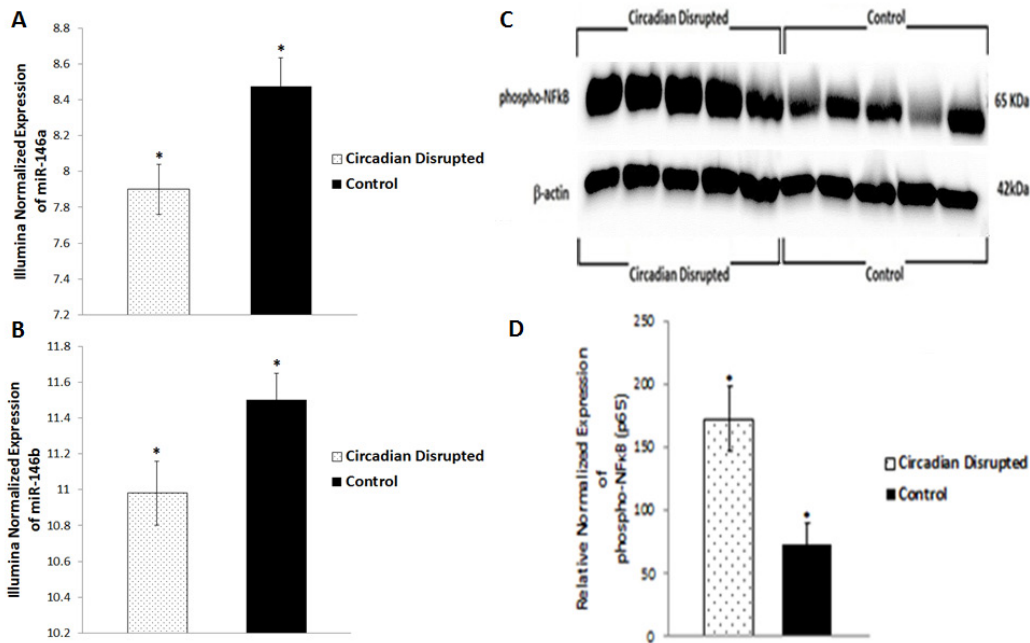 A
Illumina Normalized Expression
of miR-146a
8.8
8.6
8.4
8.2
8
7.8
7.6
7.4
7.2
*
*
Circadian Disrupted
Control
B
Illumina Normalized Expression
of miR-146b
11.8
11.6
11.4
11.2
11
10.8
10.6
10.4
10.2
*
*
Circadian Disrupted
Control
C
Circadian Disrupted
Control
phospho-NFkB
65 KDa
β-actin
42kDa
Circadian Disrupted
Control
D
Relative Normalized Expression
of
phospho-NFκB (p65)
250
200
150
100
50
0
*
*
Circadian Disrupted
Control